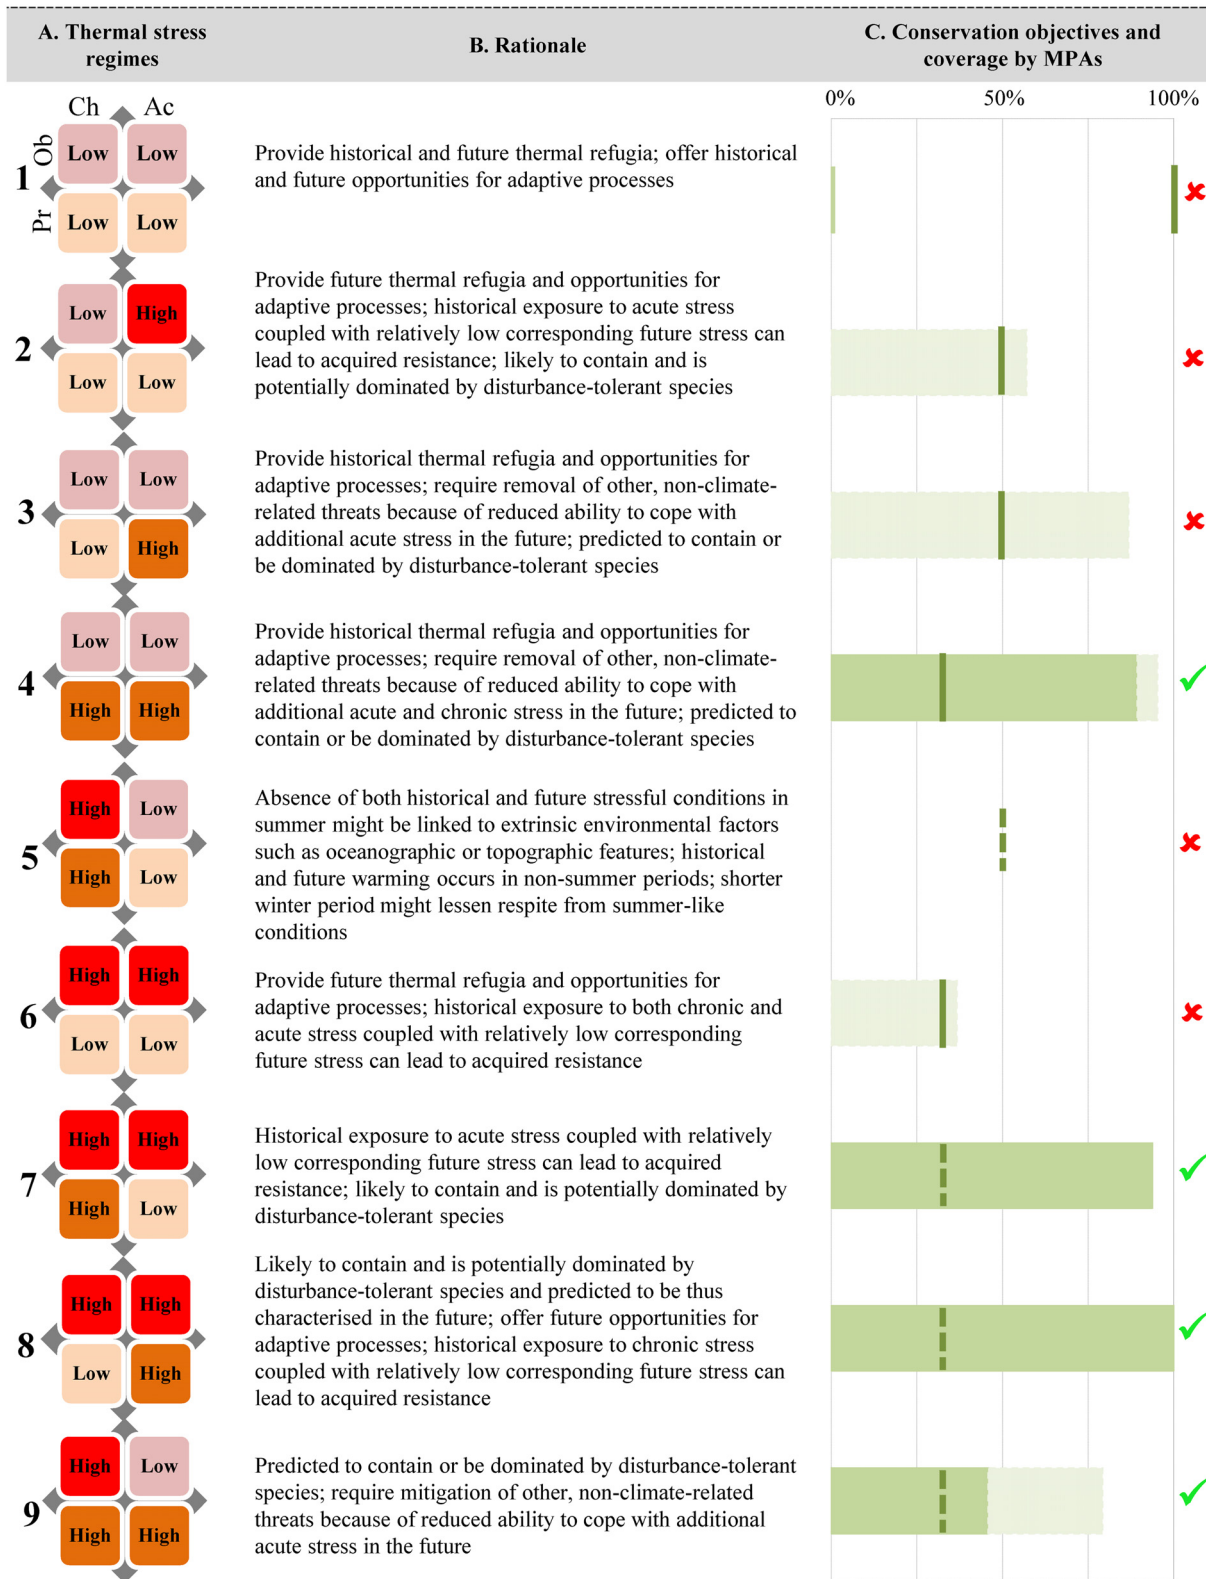 A. Thermal stress
regimes
B. Rationale
C. Conservation objectives and
coverage by MPAs
0% 50% 100%
Ch Ac
Ob
Pr
1
Low Low
Low Low
Provide historical and future thermal refugia; offer historical
and future opportunities for adaptive processes
2
Low High
Low Low
Provide future thermal refugia and opportunities for
adaptive processes; historical exposure to acute stress
coupled with relatively low corresponding future stress can
lead to acquired resistance; likely to contain and is
potentially dominated by disturbance-tolerant species
3
Low Low
Low High
Provide historical thermal refugia and opportunities for
adaptive processes; require removal of other, non-climate-
related threats because of reduced ability to cope with
additional acute stress in the future; predicted to contain or
be dominated by disturbance-tolerant species
4
Low Low
High High
Provide historical thermal refugia and opportunities for
adaptive processes; require removal of other, non-climate-
related threats because of reduced ability to cope with
additional acute and chronic stress in the future; predicted to
contain or be dominated by disturbance-tolerant species
5
High Low
High Low
Absence of both historical and future stressful conditions in
summer might be linked to extrinsic environmental factors
such as oceanographic or topographic features; historical
and future warming occurs in non-summer periods; shorter
winter period might lessen respite from summer-like
conditions
6
High High
Low Low
Provide future thermal refugia and opportunities for
adaptive processes; historical exposure to both chronic and
acute stress coupled with relatively low corresponding
future stress can lead to acquired resistance
7
High High
High Low
Historical exposure to acute stress coupled with relatively
low corresponding future stress can lead to acquired
resistance; likely to contain and is potentially dominated by
disturbance-tolerant species
8
High High
Low High
Likely to contain and is potentially dominated by
disturbance-tolerant species and predicted to be thus
characterised in the future; offer future opportunities for
adaptive processes; historical exposure to chronic stress
coupled with relatively low corresponding future stress can
lead to acquired resistance
9
High Low
High High
Predicted to contain or be dominated by disturbance-tolerant
species; require mitigation of other, non-climate-related
threats because of reduced ability to cope with additional
acute stress in the future